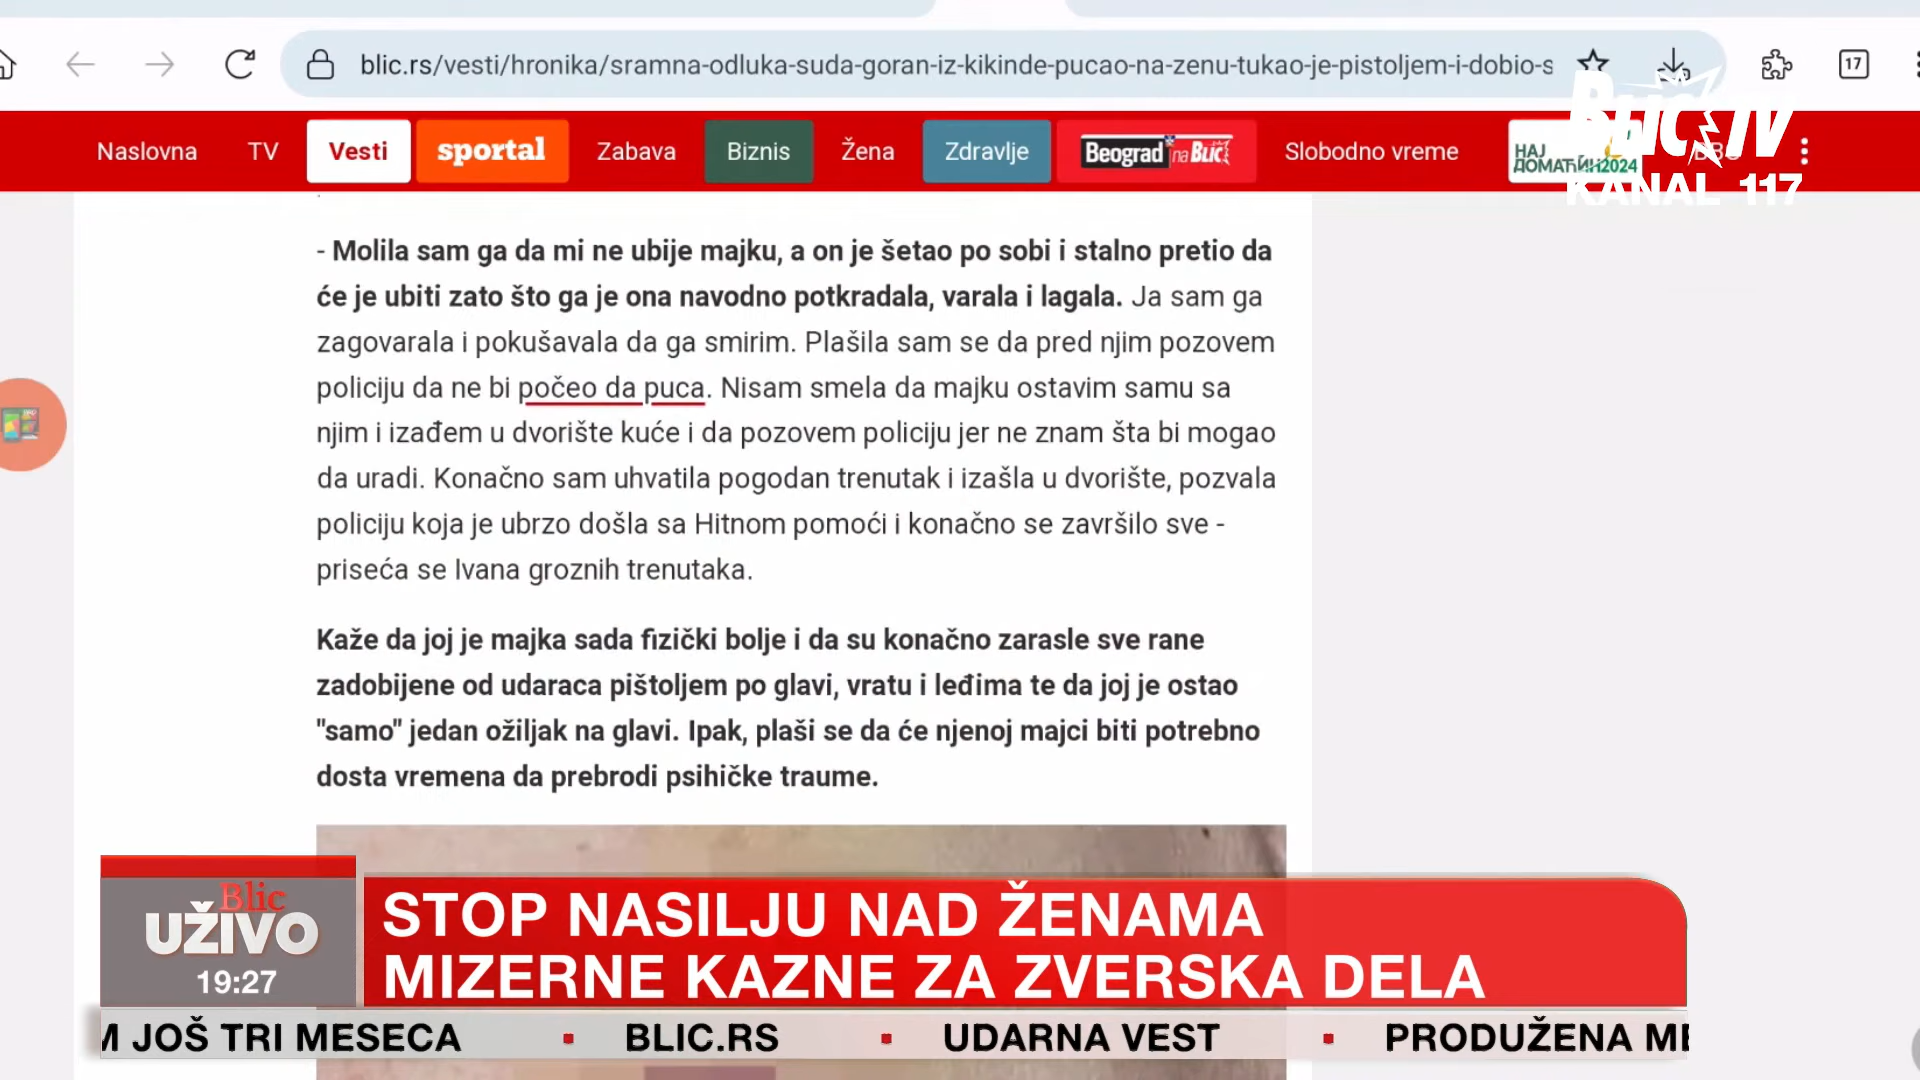 blic.rs/vesti/hronika/sramna-odluka-suda-goran-iz-kikinde-pucao-na-zenu-tukao-je-pistoljem-i-dobio-s
17
Naslovna TV Vesti sportal Zabava Biznis Žena Zdravlje Beograd na Blic Slobodno vreme НАЈ ДОМАЋИН2024
BLIC TV
KANAL 117
- Molila sam ga da mi ne ubije majku, a on je šetao po sobi i stalno pretio da
će je ubiti zato što ga je ona navodno potkradala, varala i lagala. Ja sam ga
zagovarala i pokušavala da ga smirim. Plašila sam se da pred njim pozovem
policiju da ne bi počeo da puca. Nisam smela da majku ostavim samu sa
njim i izađem u dvorište kuće i da pozovem policiju jer ne znam šta bi mogao
da uradi. Konačno sam uhvatila pogodan trenutak i izašla u dvorište, pozvala
policiju koja je ubrzo došla sa Hitnom pomoći i konačno se završilo sve -
priseća se Ivana groznih trenutaka.
Kaže da joj je majka sada fizički bolje i da su konačno zarasle sve rane
zadobijene od udaraca pištoljem po glavi, vratu i leđima te da joj je ostao
"samo" jedan ožiljak na glavi. Ipak, plaši se da će njenoj majci biti potrebno
dosta vremena da prebrodi psihičke traume.
Blic
UŽIVO
19:27
STOP NASILJU NAD ŽENAMA
MIZERNE KAZNE ZA ZVERSKA DELA
M JOŠ TRI MESECA ▪ BLIC.RS ▪ UDARNA VEST ▪ PRODUŽENA ME